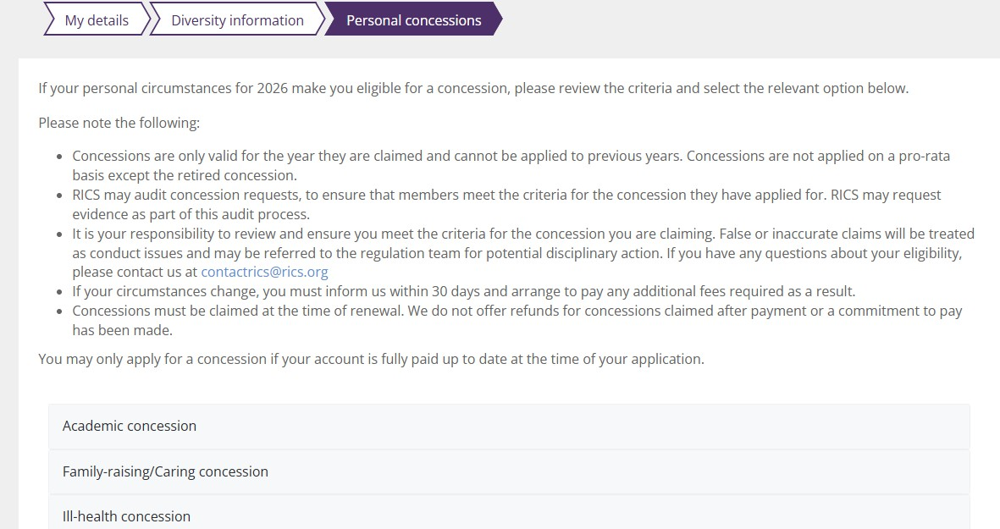 My details
Diversity information
Personal concessions
If your personal circumstances for 2026 make you eligible for a concession, please review the criteria and select the relevant option below.
Please note the following:
Concessions are only valid for the year they are claimed and cannot be applied to previous years. Concessions are not applied on a pro-rata
basis except the retired concession.
RICS may audit concession requests, to ensure that members meet the criteria for the concession they have applied for. RICS may request
evidence as part of this audit process.
It is your responsibility to review and ensure you meet the criteria for the concession you are claiming. False or inaccurate claims will be treated
as conduct issues and may be referred to the regulation team for potential disciplinary action. If you have any questions about your eligibility,
please contact us at contactrics@rics.org
If your circumstances change, you must inform us within 30 days and arrange to pay any additional fees required as a result.
Concessions must be claimed at the time of renewal. We do not offer refunds for concessions claimed after payment or a commitment to pay
has been made.
You may only apply for a concession if your account is fully paid up to date at the time of your application.
Academic concession
Family-raising/Caring concession
Ill-health concession